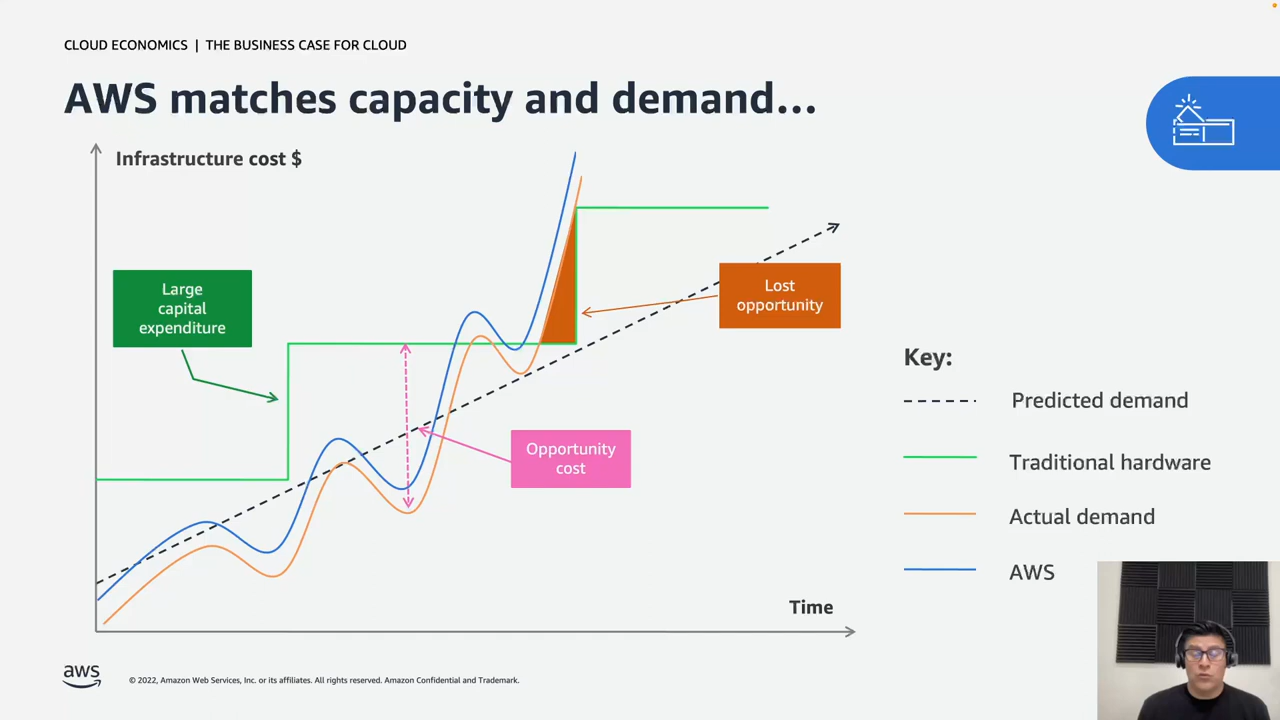 CLOUD ECONOMICS | THE BUSINESS CASE FOR CLOUD
AWS matches capacity and demand...
Infrastructure cost $
Large
capital
expenditure
Lost
opportunity
Opportunity
cost
Time
Key:
Predicted demand
Traditional hardware
Actual demand
AWS
aws
© 2022, Amazon Web Services, Inc. or its affiliates. All rights reserved. Amazon Confidential and Trademark.